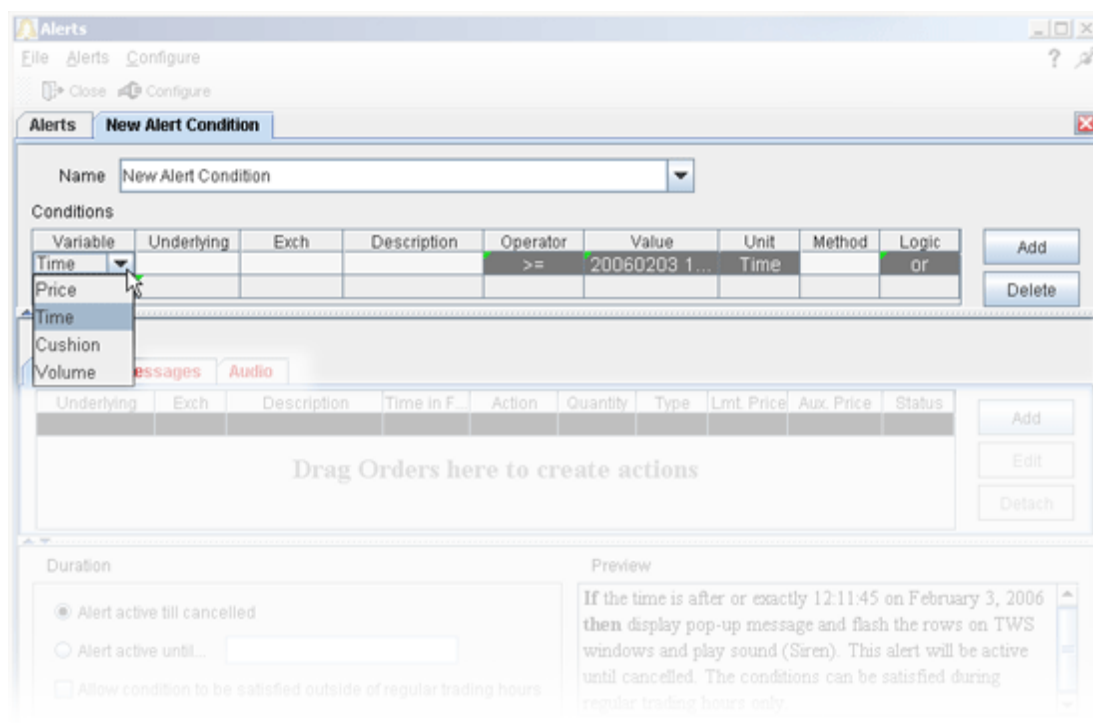 Alerts
File Alerts Configure ?
Close Configure
Alerts New Alert Condition
Name New Alert Condition
Conditions
Variable Underlying Exch Description Operator Value Unit Method Logic Add
Time >= 20060203 1... Time or
Price Delete
Time
Cushion
Volume essages Audio
Underlying Exch Description Time in F... Action Quantity Type Lmt. Price Aux. Price Status
Add
Drag Orders here to create actions Edit
Detach
Duration Preview
Alert active till cancelled
Alert active until...
Allow condition to be satisfied outside of regular trading hours
If the time is after or exactly 12:11:45 on February 3, 2006
then display pop-up message and flash the rows on TWS
windows and play sound (Siren). This alert will be active
until cancelled. The conditions can be satisfied during
regular trading hours only.